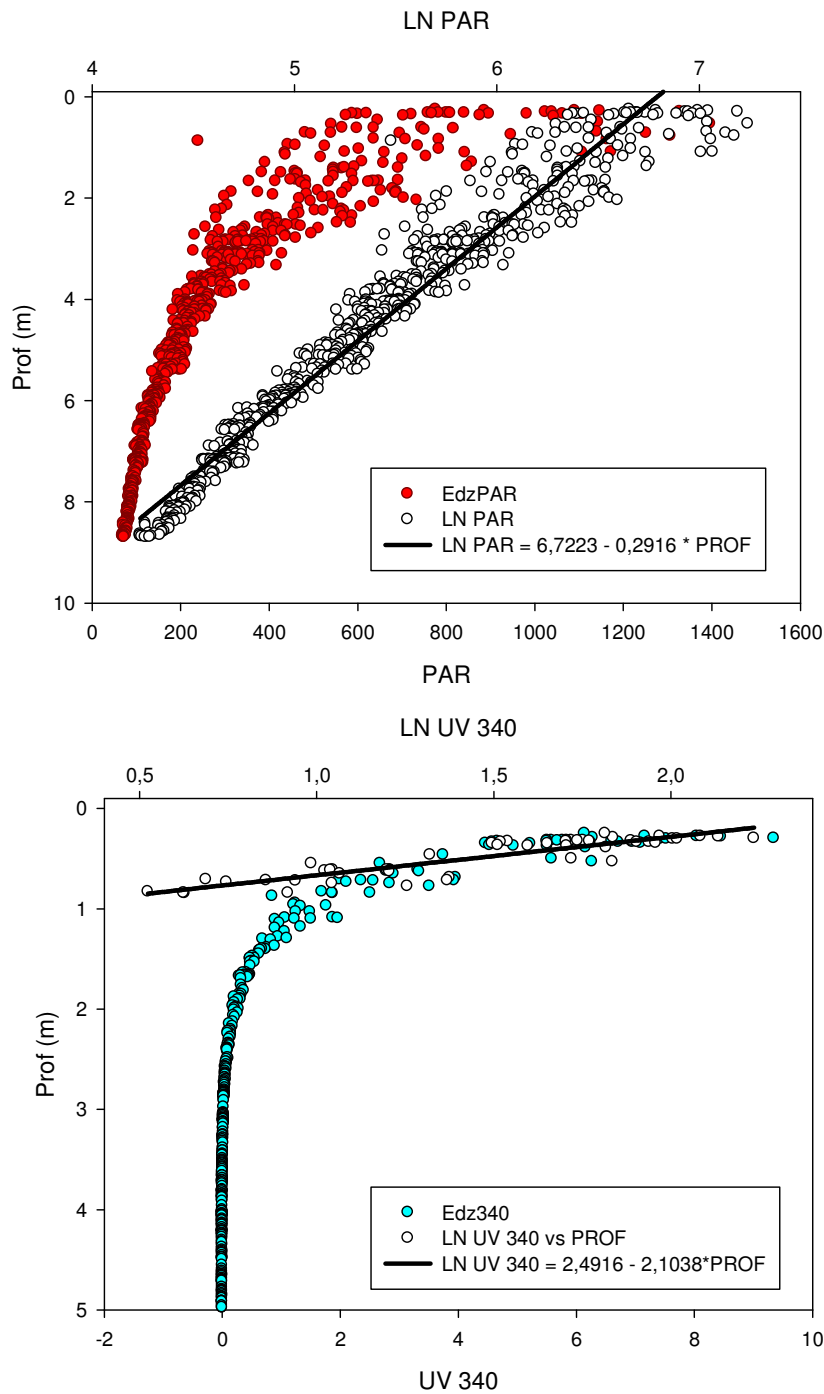 LN PAR
4 5 6 7
0
2
4
6
8
10
Prof (m)
EdzPAR
LN PAR
LN PAR = 6,7223 - 0,2916 * PROF
0 200 400 600 800 1000 1200 1400 1600
PAR
LN UV 340
0,5 1,0 1,5 2,0
0
1
2
3
4
5
Prof (m)
Edz340
LN UV 340 vs PROF
LN UV 340 = 2,4916 - 2,1038*PROF
-2 0 2 4 6 8 10
UV 340